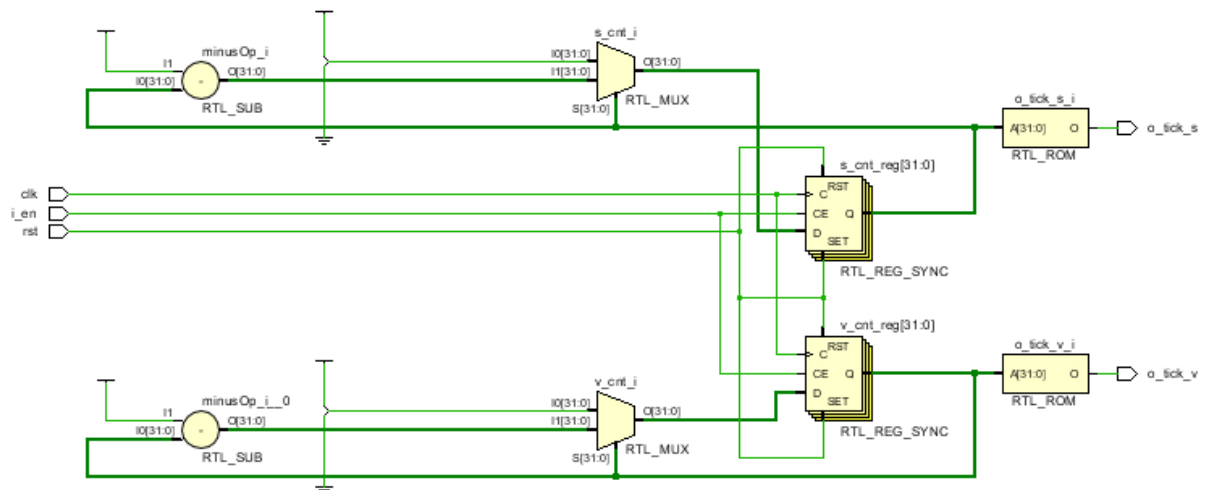 s_cnt_i
minusOp_i
I0[31:0]
O[31:0]
I1
O[31:0]
I1[31:0]
I0[31:0]
RTL_SUB
RTL_MUX
S[31:0]
o_tick_s_i
A[31:0] O
o_tick_s
RTL_ROM
s_cnt_reg[31:0]
clk
RST
C
i_en
CE Q
rst
D
SET
RTL_REG_SYNC
v_cnt_reg[31:0]
RST
o_tick_v_i
C
CE Q
A[31:0] O
o_tick_v
D
RTL_ROM
SET
RTL_REG_SYNC
v_cnt_i
minusOp_i__0
I0[31:0]
O[31:0]
I1
O[31:0]
I1[31:0]
I0[31:0]
RTL_SUB
RTL_MUX
S[31:0]